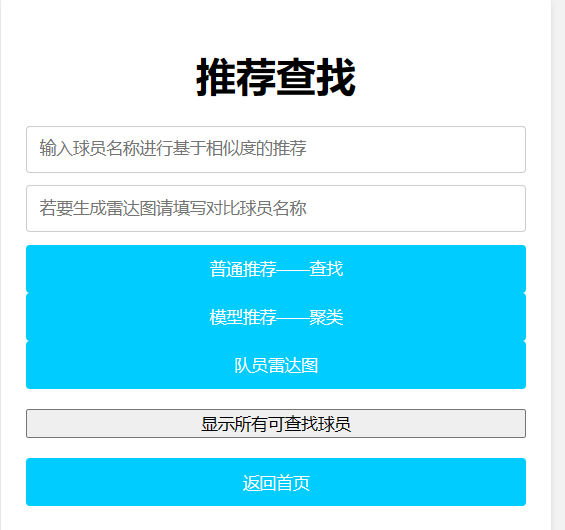 推荐查找
输入球员名称进行基于相似度的推荐
若要生成雷达图请填写对比球员名称
普通推荐——查找
模型推荐——聚类
队员雷达图
显示所有可查找球员
返回首页